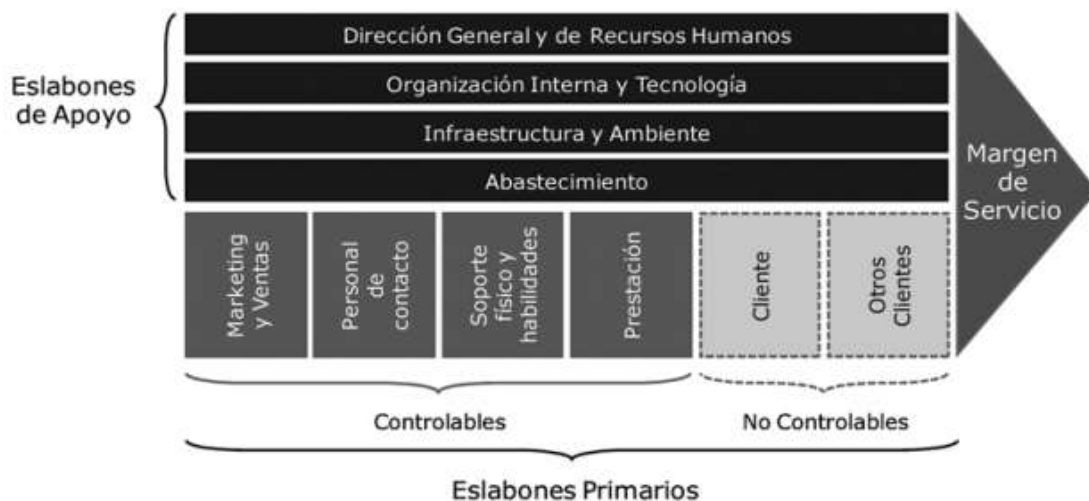 Dirección General y de Recursos Humanos
Organización Interna y Tecnología
Infraestructura y Ambiente
Abastecimiento
Eslabones
de Apoyo
Margen
de
Servicio
Marketing
y Ventas
Personal
de
contacto
Soporte
físico y
habilidades
Prestación
Cliente
Otros
Clientes
Controlables
No Controlables
Eslabones Primarios